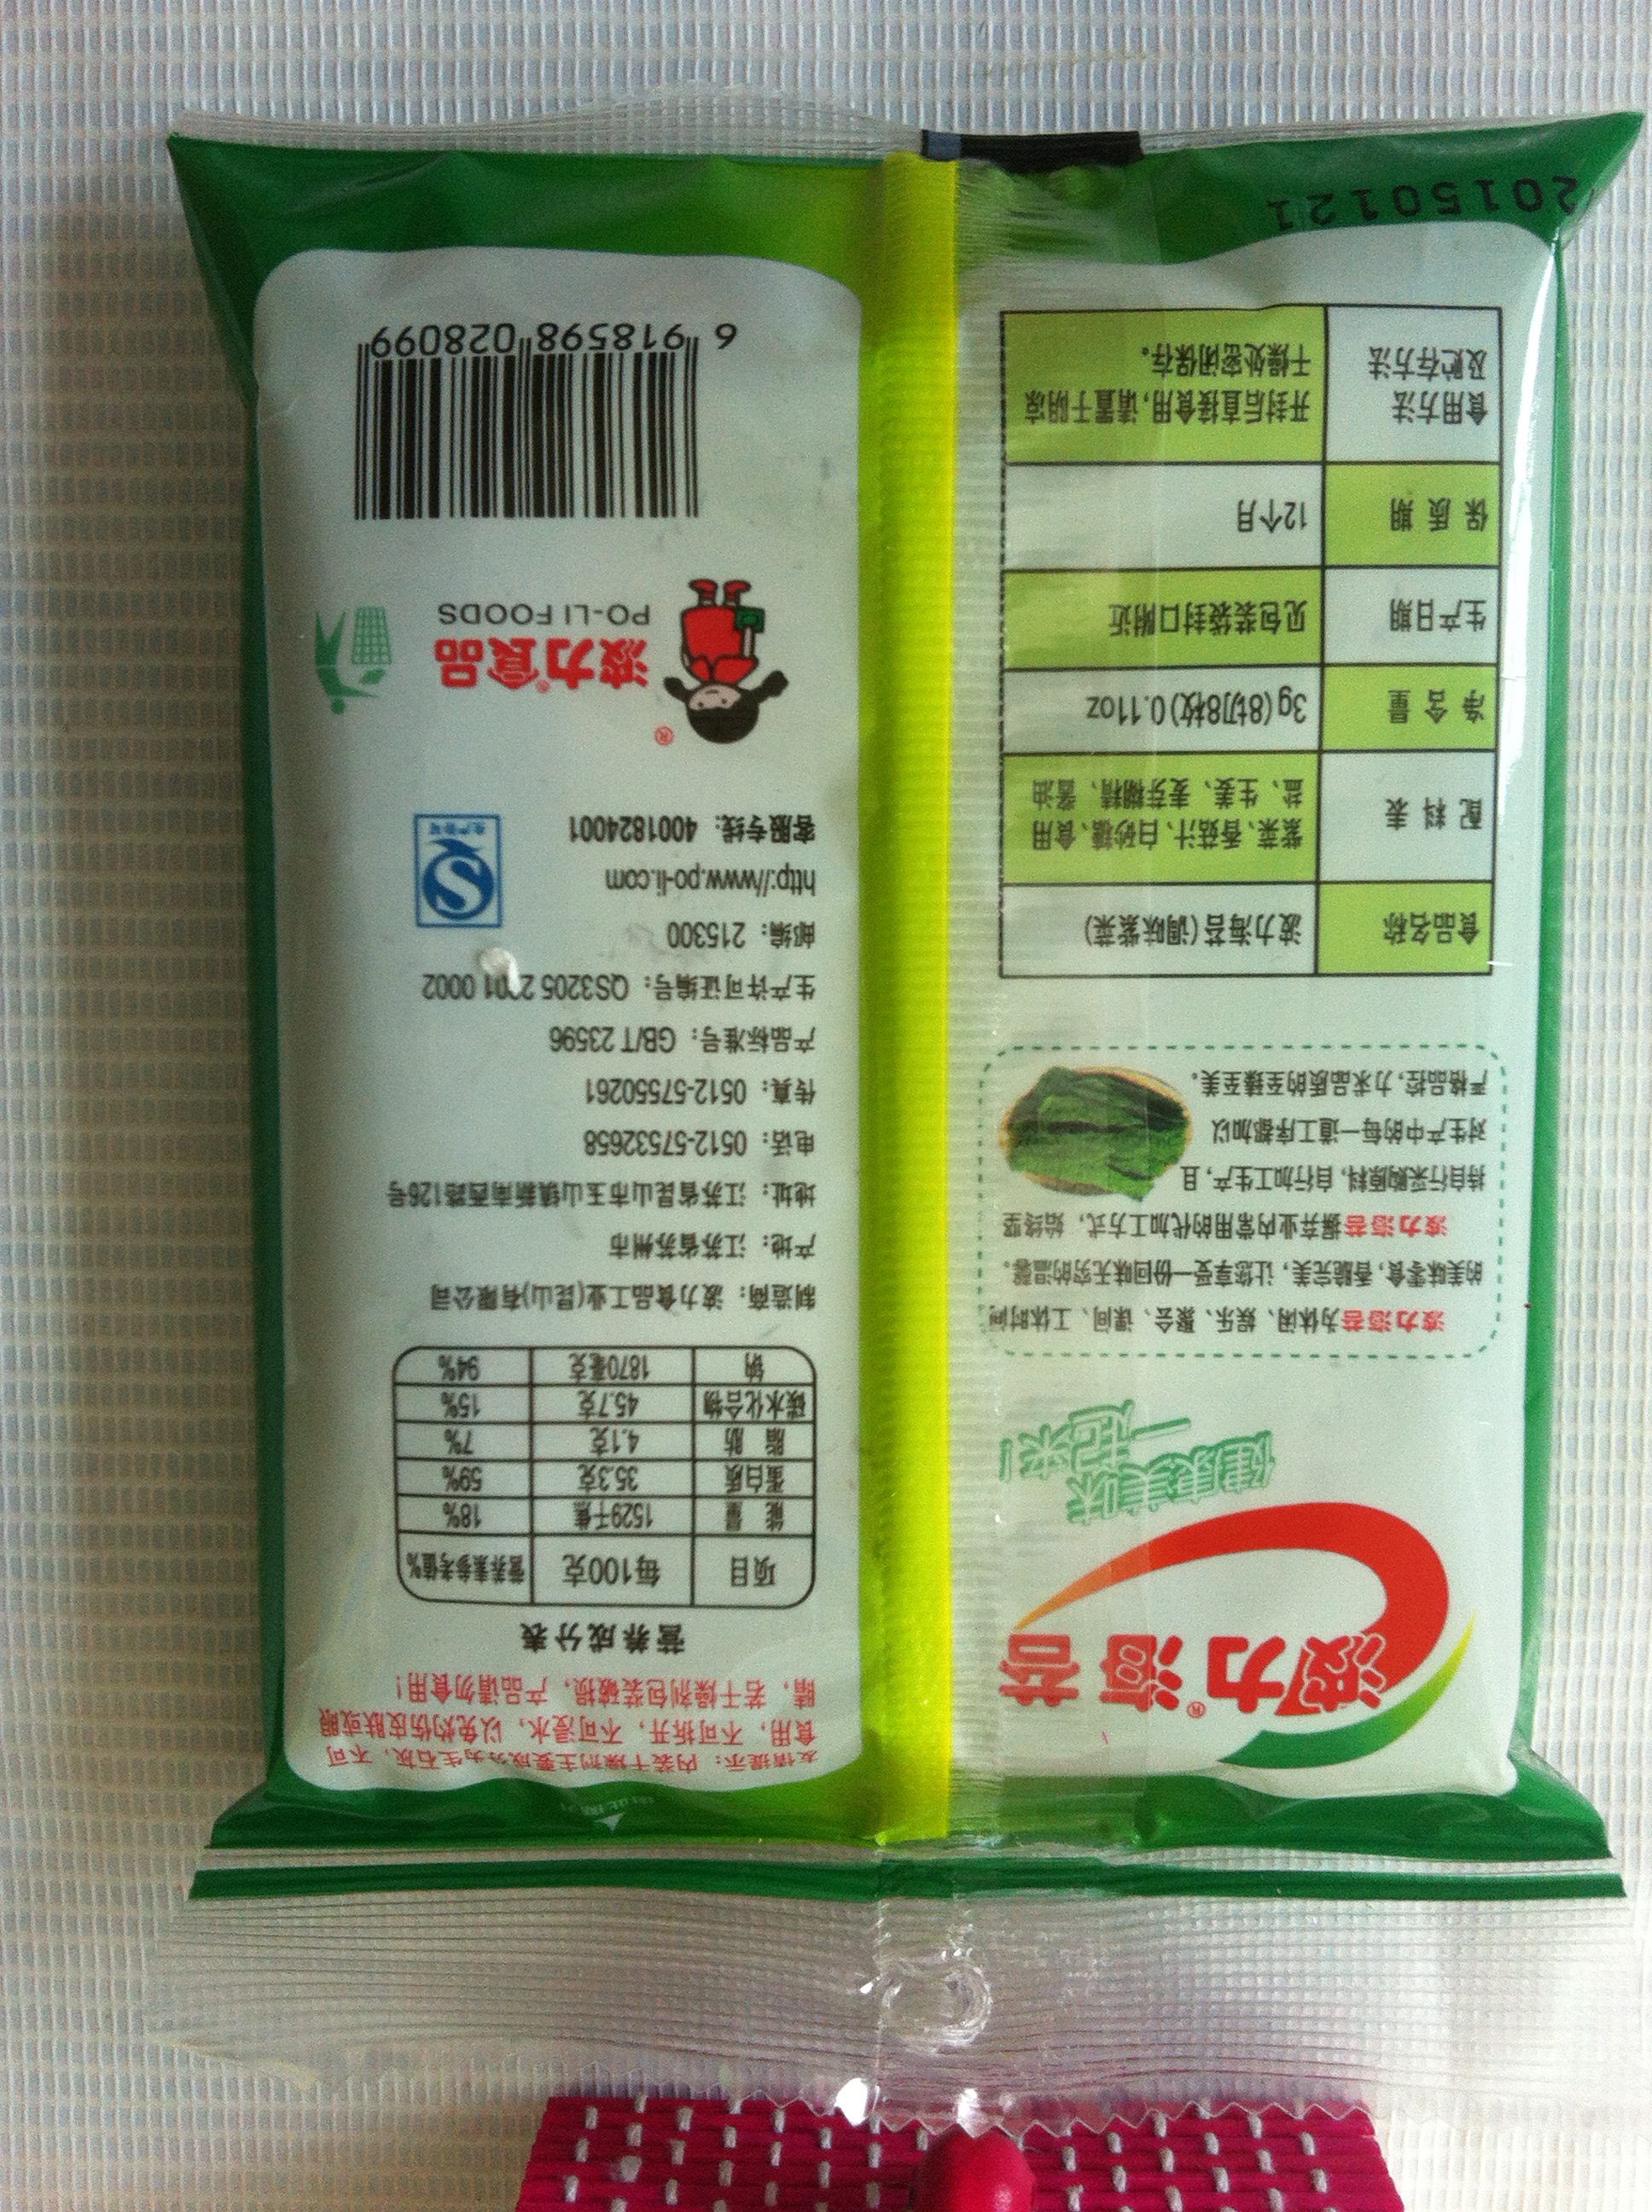 波力®海苔
健康美味
一起来!
波力海苔为休闲、娱乐、聚会、课间、工休时间
的美味零食,香脆完美,让您享受一份回味无穷的温馨。
波力海苔摒弃业内常用的代加工方式,始终坚
持自行采购原料,自行加工生产,且
对生产中的每一道工序都加以
严格品控,力求品质的至臻至美。
食品名称 波力海苔(调味紫菜)
配料表 紫菜、香菇汁、白砂糖、食用
盐、生姜、麦芽糊精、酱油
净含量 3g(8切8枚)0.11oz
生产日期 见包装袋封口附近
保质期 12个月
食用方法
及贮存方法
开封后直接食用,请置于阴凉
干燥处密闭保存。
20150121
友情提示:内装干燥剂主要成分为生石灰,不可
食用,不可拆开,不可浸水,以免灼伤皮肤或眼
睛,若干燥剂包装破损,产品请勿食用!
营养成分表
项目 每100克 营养素参考值%
能量 1529千焦 18%
蛋白质 35.3克 59%
脂肪 4.1克 7%
碳水化合物 45.7克 15%
钠 1870毫克 94%
制造商:波力食品工业(昆山)有限公司
产地:江苏省苏州市
地址:江苏省昆山市玉山镇新南西路126号
电话:0512-57532658
传真:0512-57550261
产品标准号:GB/T 23596
生产许可证编号:QS3205 2101 0002
邮编:215300
http://www.po-li.com
客服专线:4001824001
生产许可
®
波力®食品
PO-LI FOODS
6 918598 028099